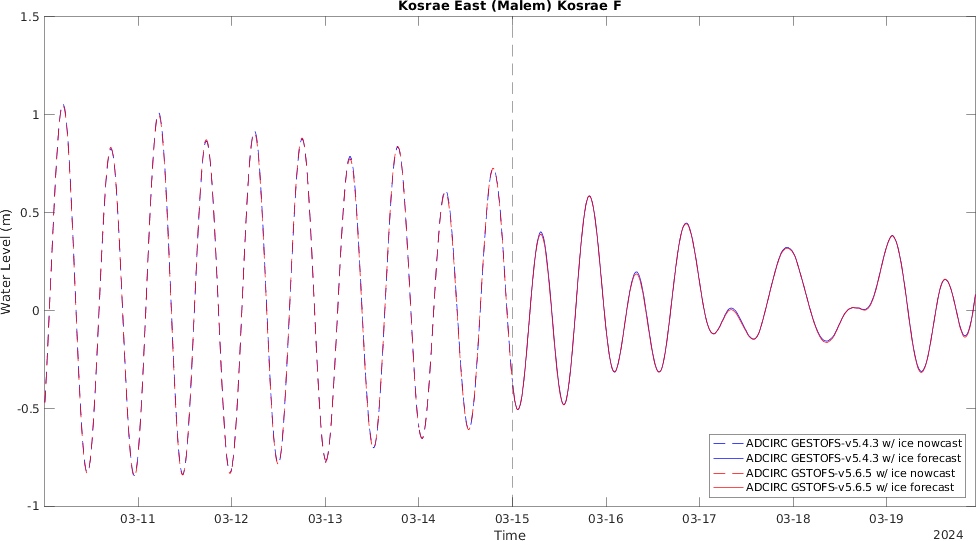 Kosrae East (Malem) Kosrae F
1.5
1
0.5
0
-0.5
-1
Water Level (m)
03-11 03-12 03-13 03-14 03-15 03-16 03-17 03-18 03-19
Time
2024
ADCIRC GESTOFS-v5.4.3 w/ ice nowcast
ADCIRC GESTOFS-v5.4.3 w/ ice forecast
ADCIRC GSTOFS-v5.6.5 w/ ice nowcast
ADCIRC GSTOFS-v5.6.5 w/ ice forecast